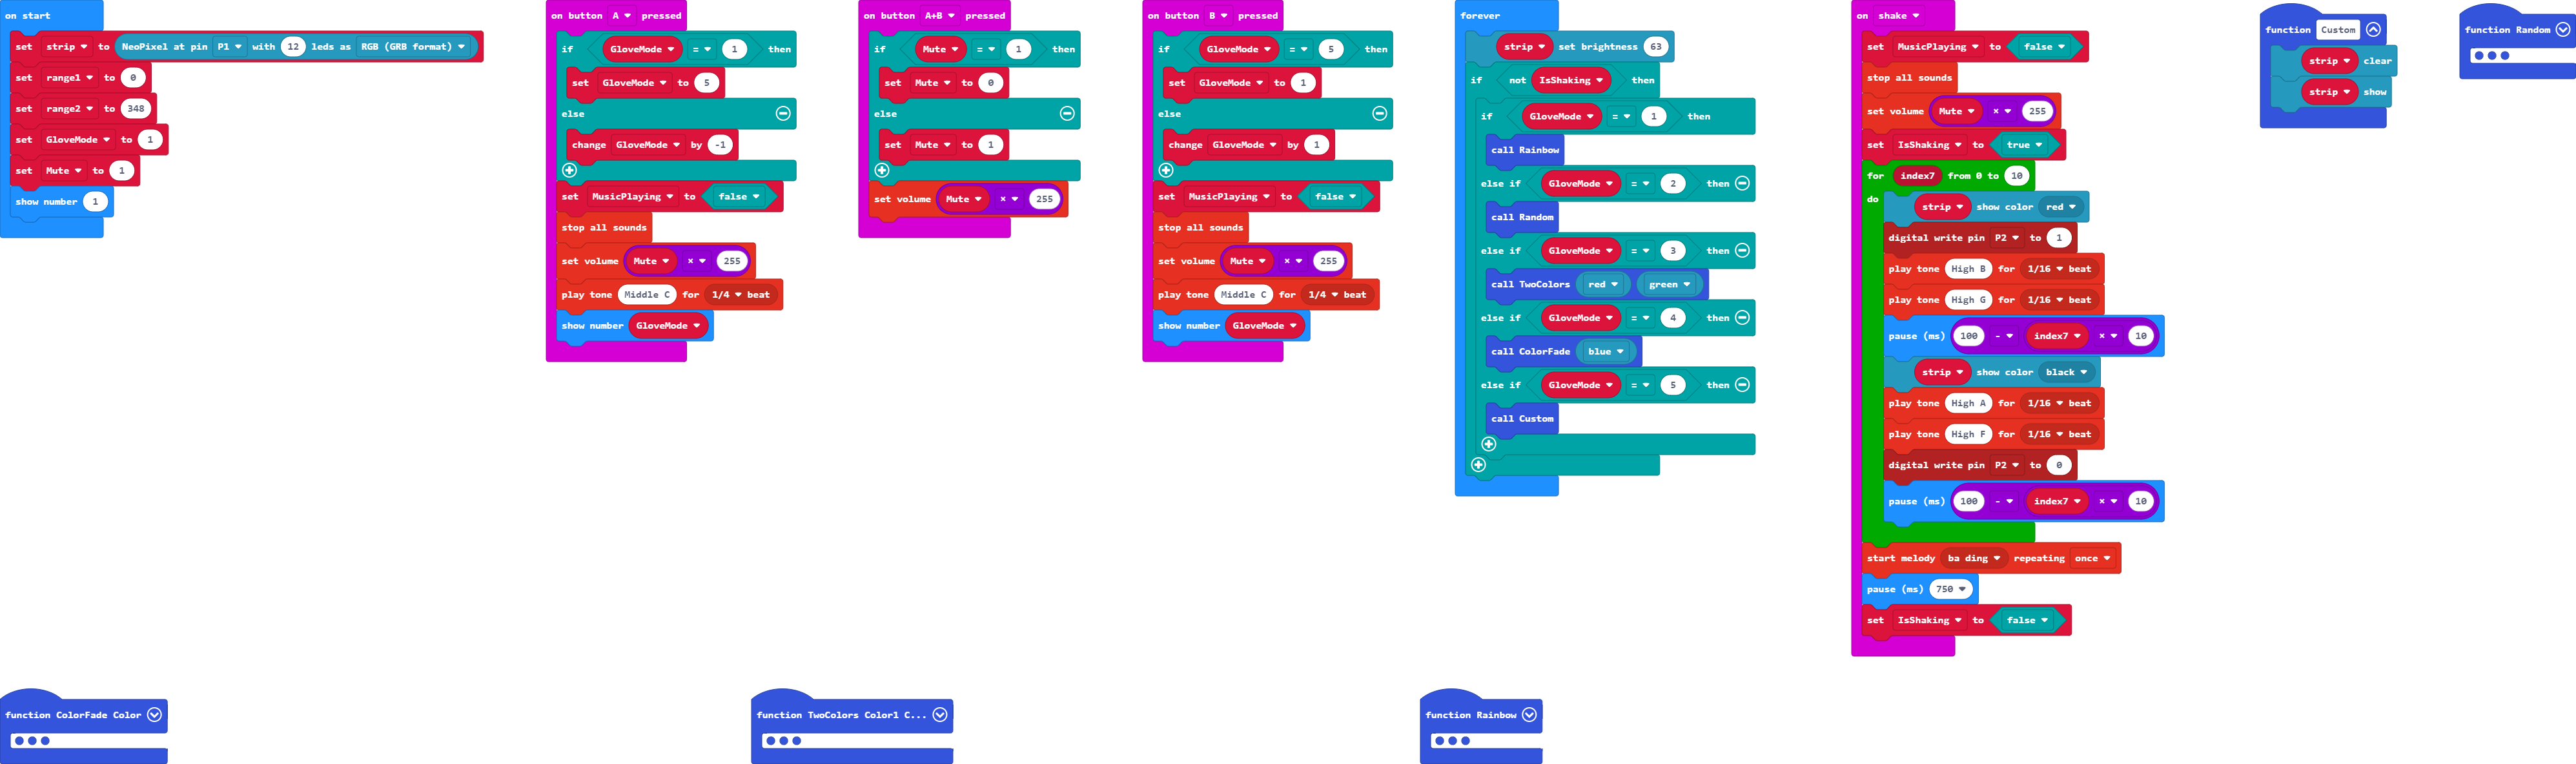 on start
set strip to NeoPixel at pin P1 with 12 leds as RGB (GRB format)
set range1 to 0
set range2 to 348
set GloveMode to 1
set Mute to 1
show number 1
on button A pressed
if GloveMode = 1 then
set GloveMode to 5
else
change GloveMode by -1
set MusicPlaying to false
stop all sounds
set volume Mute × 255
play tone Middle C for 1/4 beat
show number GloveMode
on button A+B pressed
if Mute = 1 then
set Mute to 0
else
set Mute to 1
set volume Mute × 255
on button B pressed
if GloveMode = 5 then
set GloveMode to 1
else
change GloveMode by 1
set MusicPlaying to false
stop all sounds
set volume Mute × 255
play tone Middle C for 1/4 beat
show number GloveMode
forever
strip set brightness 63
if not IsShaking then
if GloveMode = 1 then
call Rainbow
else if GloveMode = 2 then
call Random
else if GloveMode = 3 then
call TwoColors red green
else if GloveMode = 4 then
call ColorFade blue
else if GloveMode = 5 then
call Custom
on shake
set MusicPlaying to false
stop all sounds
set volume Mute × 255
set IsShaking to true
for index7 from 0 to 10
do
strip show color red
digital write pin P2 to 1
play tone High B for 1/16 beat
play tone High G for 1/16 beat
pause (ms) 100 - index7 × 10
strip show color black
play tone High A for 1/16 beat
play tone High F for 1/16 beat
digital write pin P2 to 0
pause (ms) 100 - index7 × 10
start melody ba ding repeating once
pause (ms) 750
set IsShaking to false
function Custom
strip clear
strip show
function Random
function ColorFade Color
function TwoColors Color1 C...
function Rainbow